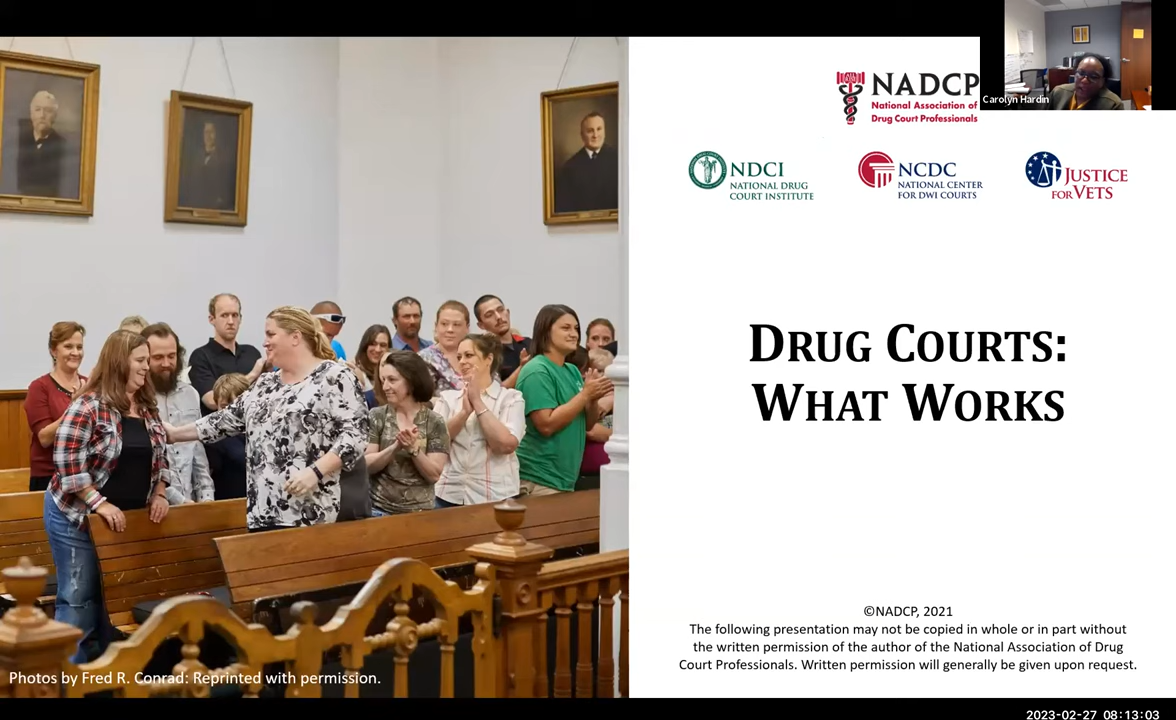 NADCP
National Association of
Drug Court Professionals
Carolyn Hardin
NDCI
NATIONAL DRUG
COURT INSTITUTE
NCDC
NATIONAL CENTER
FOR DWI COURTS
JUSTICE
FOR VETS
DRUG COURTS:
WHAT WORKS
©NADCP, 2021
The following presentation may not be copied in whole or in part without
the written permission of the author of the National Association of Drug
Court Professionals. Written permission will generally be given upon request.
Photos by Fred R. Conrad: Reprinted with permission.
2023-02-27 08:13:03